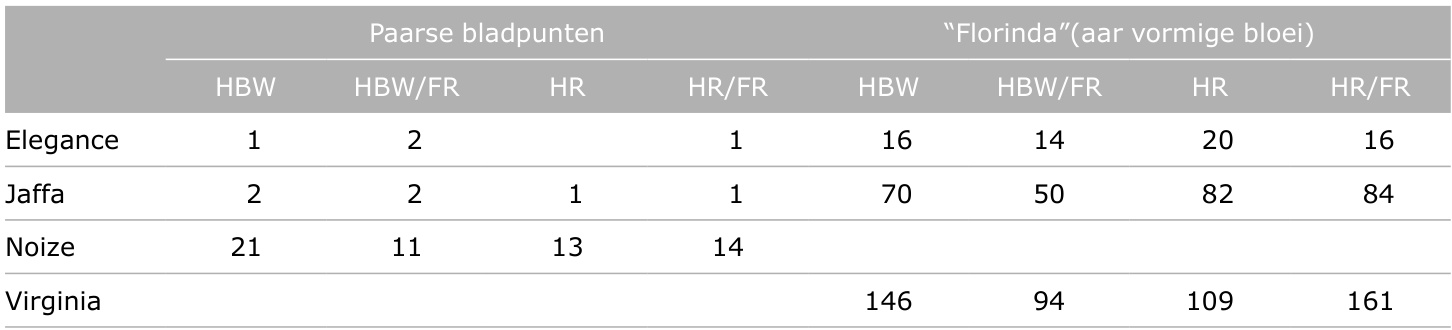 Paarse bladpunten “Florinda”(aar vormige bloei)
HBW HBW/FR HR HR/FR HBW HBW/FR HR HR/FR
Elegance 1 2 1 16 14 20 16
Jaffa 2 2 1 1 70 50 82 84
Noize 21 11 13 14
Virginia 146 94 109 161